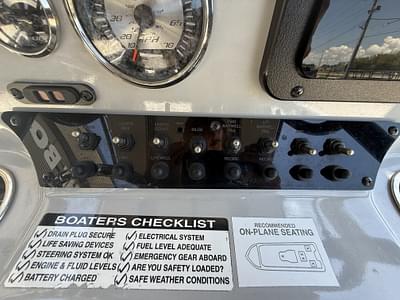 MPH
BOATERS CHECKLIST
DRAIN PLUG SECURE
LIFE SAVING DEVICES
STEERING SYSTEM OK
ENGINE & FLUID LEVELS
BATTERY CHARGED
ELECTRICAL SYSTEM
FUEL LEVEL ADEQUATE
EMERGENCY GEAR ABOARD
ARE YOU SAFELY LOADED?
SAFE WEATHER CONDITIONS
RECOMMENDED
ON-PLANE SEATING